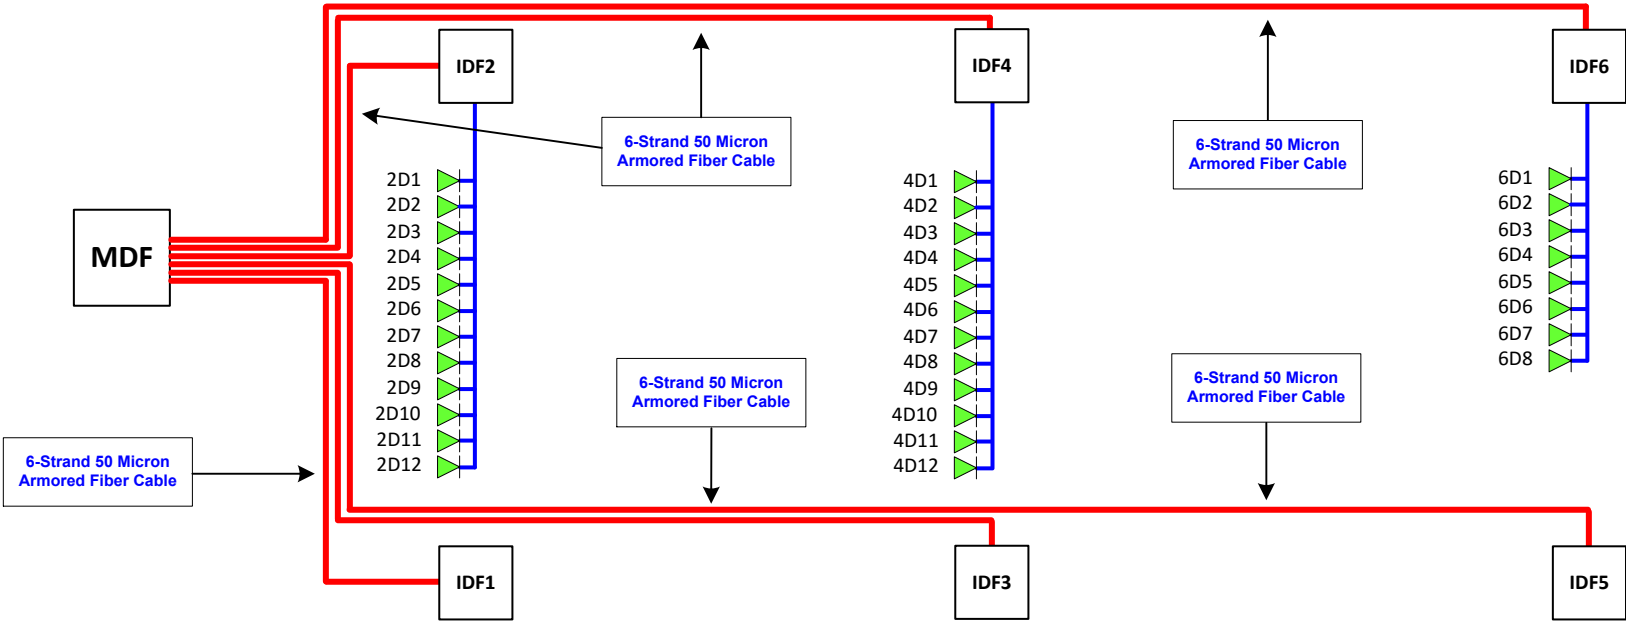 IDF2
IDF4
IDF6
6-Strand 50 Micron
Armored Fiber Cable
6-Strand 50 Micron
Armored Fiber Cable
2D1
2D2
2D3
2D4
2D5
2D6
2D7
2D8
2D9
2D10
2D11
2D12
4D1
4D2
4D3
4D4
4D5
4D6
4D7
4D8
4D9
4D10
4D11
4D12
6D1
6D2
6D3
6D4
6D5
6D6
6D7
6D8
MDF
6-Strand 50 Micron
Armored Fiber Cable
6-Strand 50 Micron
Armored Fiber Cable
6-Strand 50 Micron
Armored Fiber Cable
IDF1
IDF3
IDF5